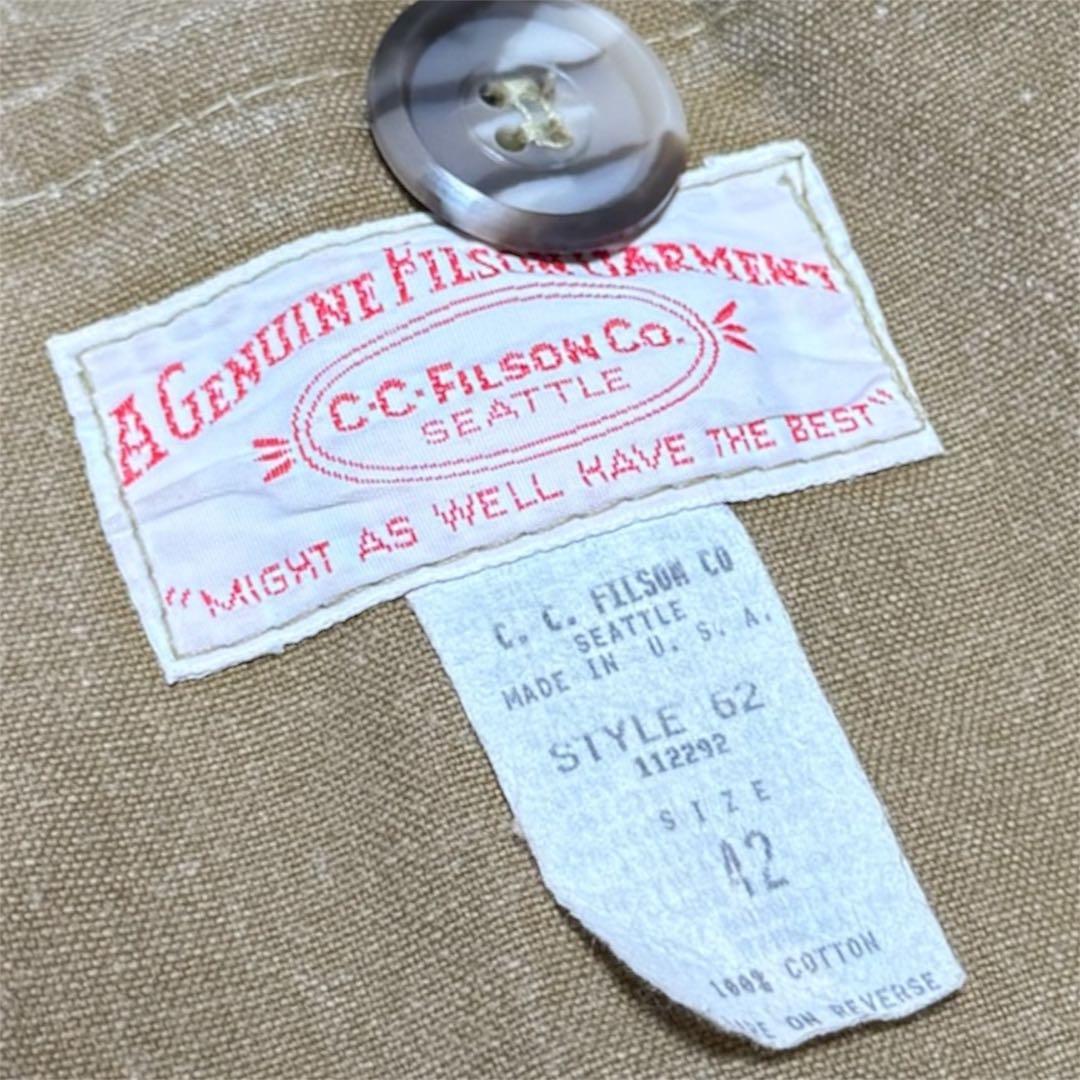 A GENUINE FILSON GARMENT
C·C·FILSON CO.
SEATTLE
"MIGHT AS WELL HAVE THE BEST"
C. C. FILSON CO
SEATTLE
MADE IN U. S. A.
STYLE 62
112292
SIZE
42
100% COTTON
ON REVERSE